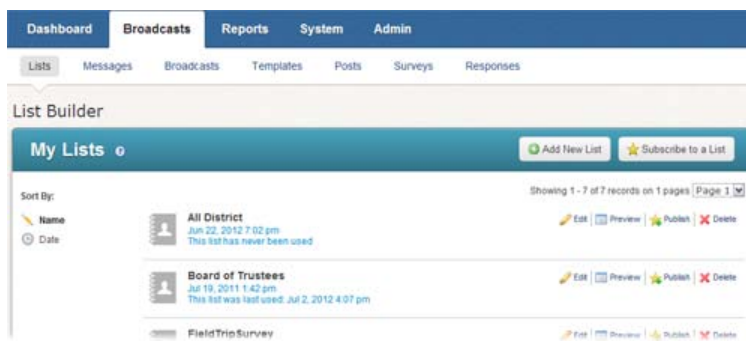 Dashboard Broadcasts Reports System Admin
Lists Messages Broadcasts Templates Posts Surveys Responses
List Builder
My Lists
Add New List Subscribe to a List
Sort By:
Showing 1 - 7 of 7 records on 1 pages Page 1
Name
Date
All District
Jun 22, 2012 7:02 pm
This list has never been used
Edit Preview Publish Delete
Board of Trustees
Jul 19, 2011 1:42 pm
This list was last used: Jul 2, 2012 4:07 pm
Edit Preview Publish Delete
FieldTripSurvey
Edit Preview Publish Delete